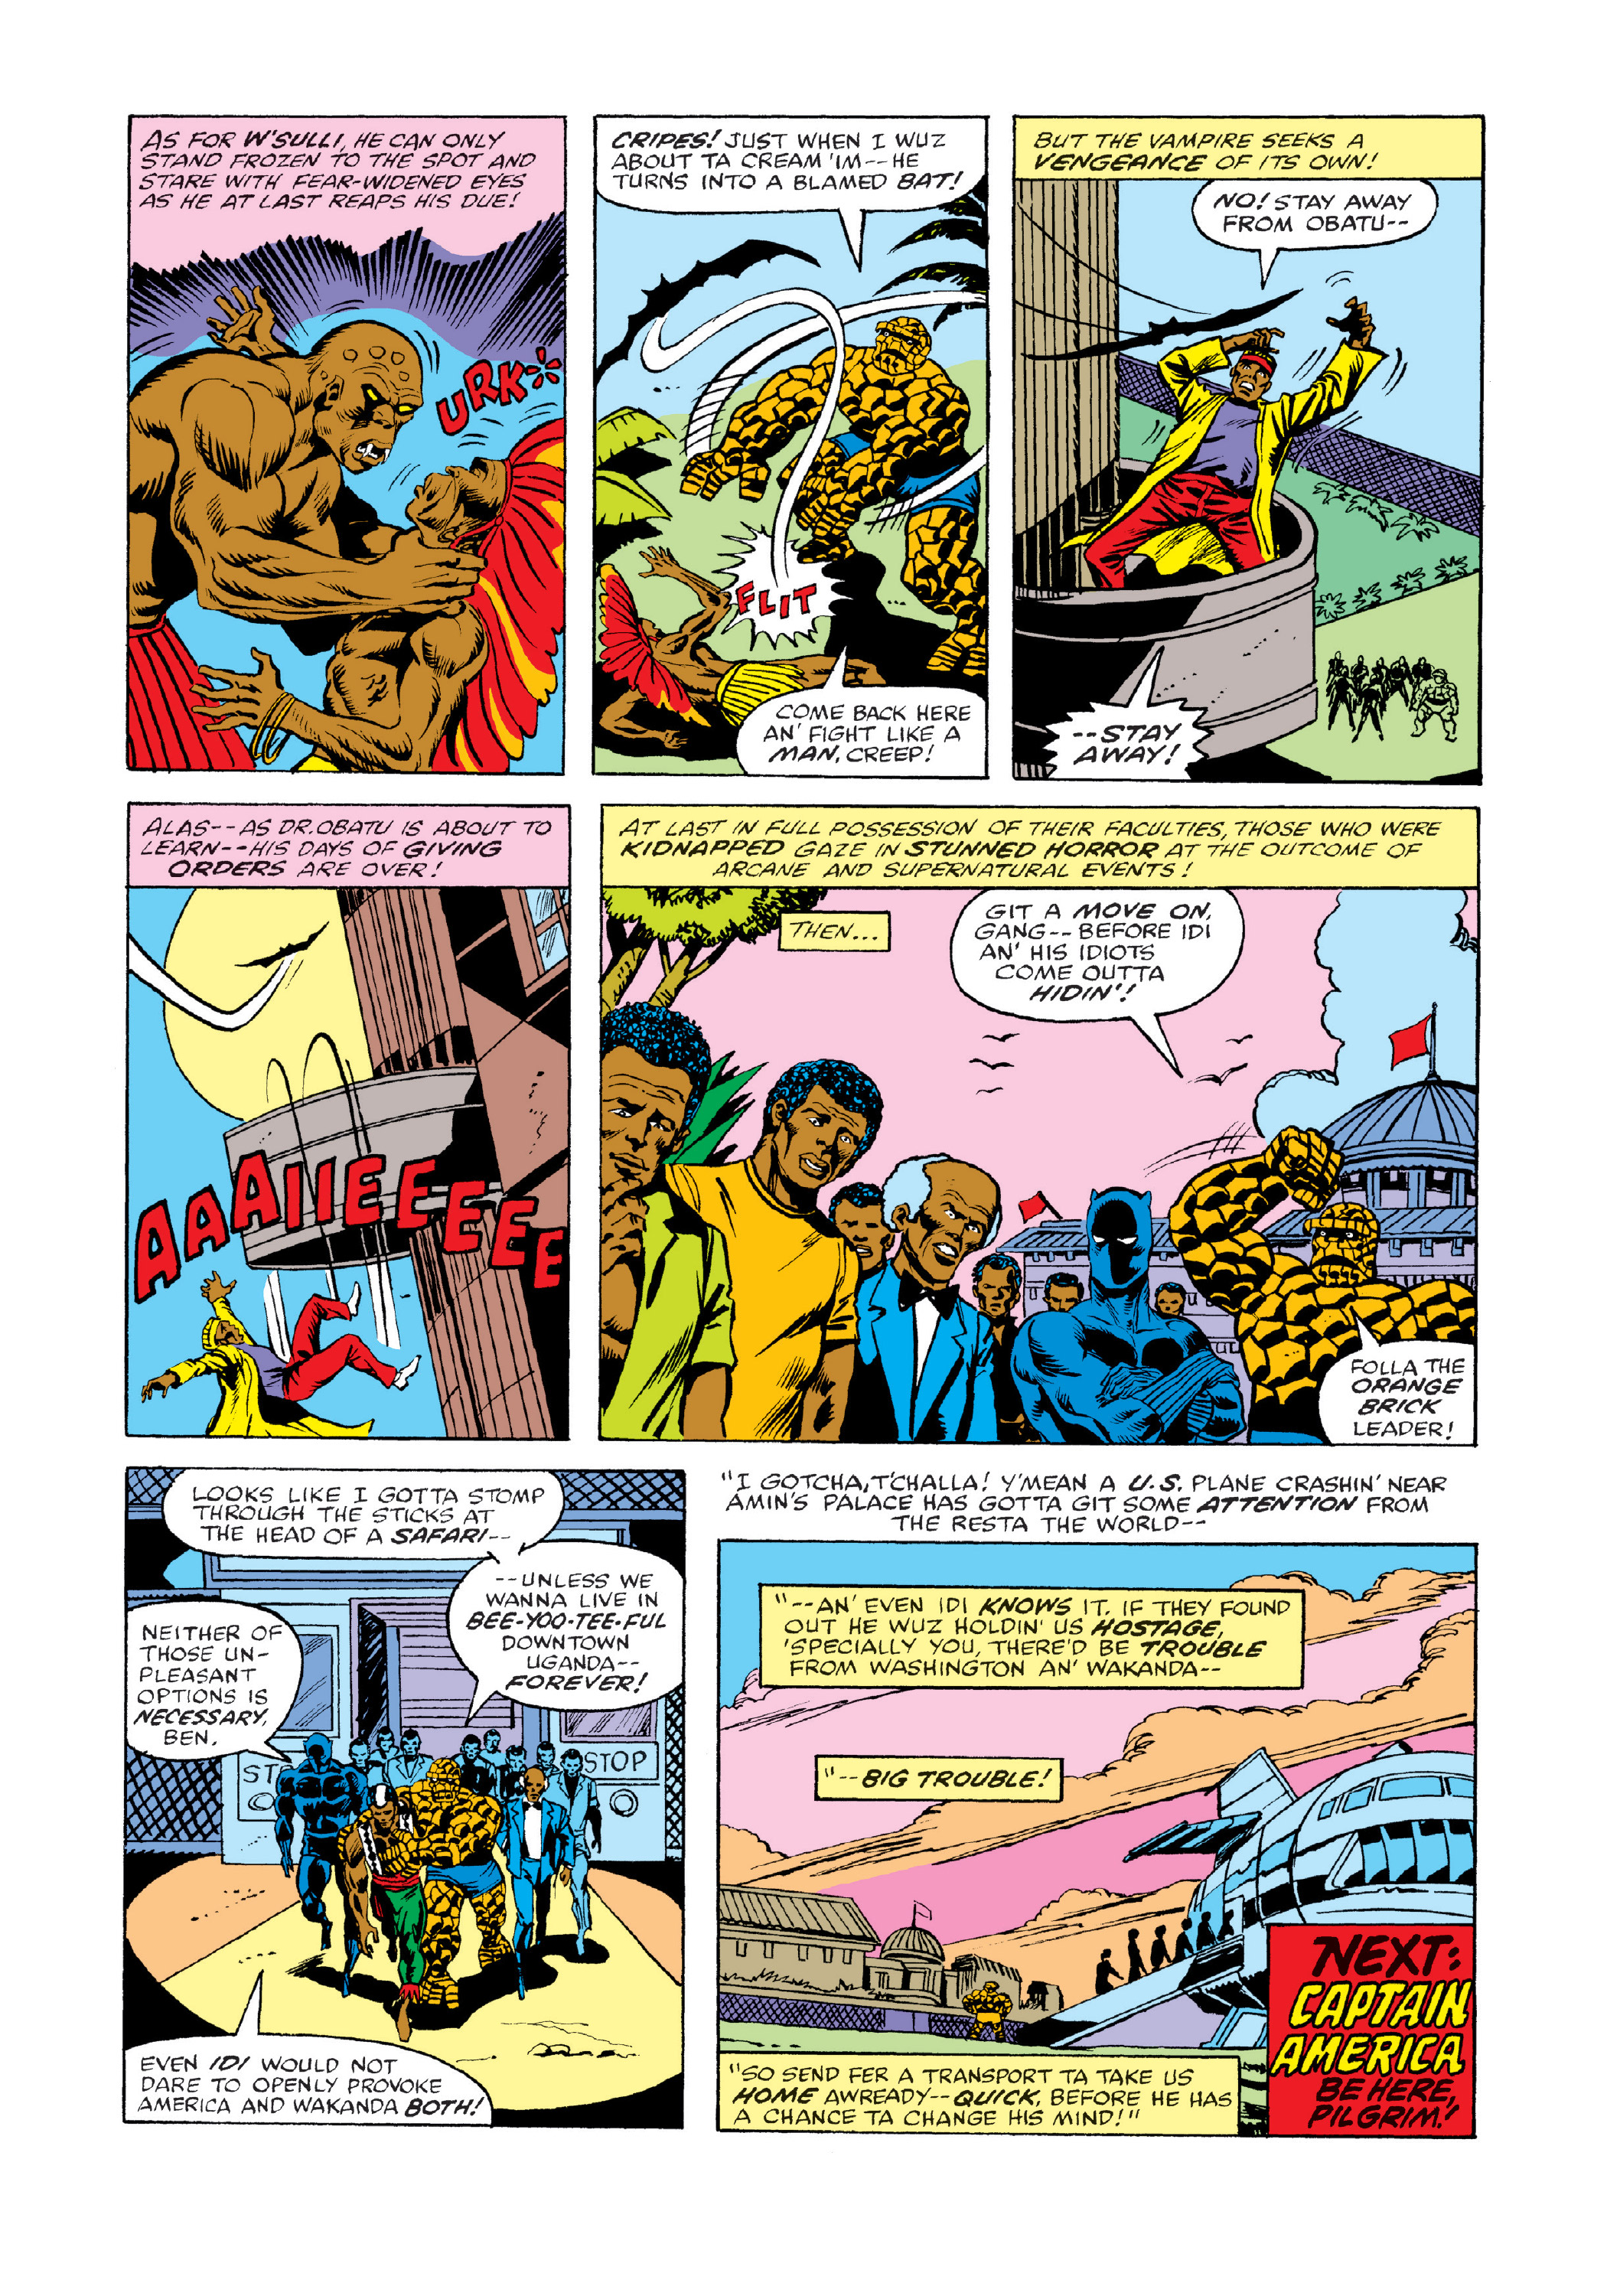 AS FOR W'SULLI, HE CAN ONLY
STAND FROZEN TO THE SPOT AND
STARE WITH FEAR-WIDENED EYES
AS HE AT LAST REAPS HIS DUE!
URK
CRIPES! JUST WHEN I WUZ
ABOUT TA CREAM 'IM--HE
TURNS INTO A BLAMED BAT!
FLIT
COME BACK HERE
AN' FIGHT LIKE A
MAN, CREEP!
BUT THE VAMPIRE SEEKS A
VENGEANCE OF ITS OWN!
NO! STAY AWAY
FROM OBATU--
--STAY
AWAY!
ALAS--AS DR. OBATU IS ABOUT TO
LEARN--HIS DAYS OF GIVING
ORDERS ARE OVER!
AAAIIEEEEEE
AT LAST IN FULL POSSESSION OF THEIR FACULTIES, THOSE WHO WERE
KIDNAPPED GAZE IN STUNNED HORROR AT THE OUTCOME OF
ARCANE AND SUPERNATURAL EVENTS!
THEN...
GIT A MOVE ON,
GANG--BEFORE IDI
AN' HIS IDIOTS
COME OUTTA
HIDIN'!
FOLLA THE
ORANGE
BRICK
LEADER!
LOOKS LIKE I GOTTA STOMP
THROUGH THE STICKS AT
THE HEAD OF A SAFARI--
--UNLESS WE
WANNA LIVE IN
BEE-YOO-TEE-FUL
DOWNTOWN
UGANDA--
FOREVER!
NEITHER OF
THOSE UN-
PLEASANT
OPTIONS IS
NECESSARY,
BEN.
ST
STOP
EVEN IDI WOULD NOT
DARE TO OPENLY PROVOKE
AMERICA AND WAKANDA BOTH!
"I GOTCHA, T'CHALLA! Y'MEAN A U.S. PLANE CRASHIN' NEAR
AMIN'S PALACE HAS GOTTA GIT SOME ATTENTION FROM
THE RESTA THE WORLD--
"--AN' EVEN IDI KNOWS IT. IF THEY FOUND
OUT HE WUZ HOLDIN' US HOSTAGE,
'SPECIALLY YOU, THERE'D BE TROUBLE
FROM WASHINGTON AN' WAKANDA--
"--BIG TROUBLE!
"SO SEND FER A TRANSPORT TA TAKE US
HOME AWREADY--QUICK, BEFORE HE HAS
A CHANCE TA CHANGE HIS MIND!"
NEXT:
CAPTAIN
AMERICA
BE HERE,
PILGRIM!